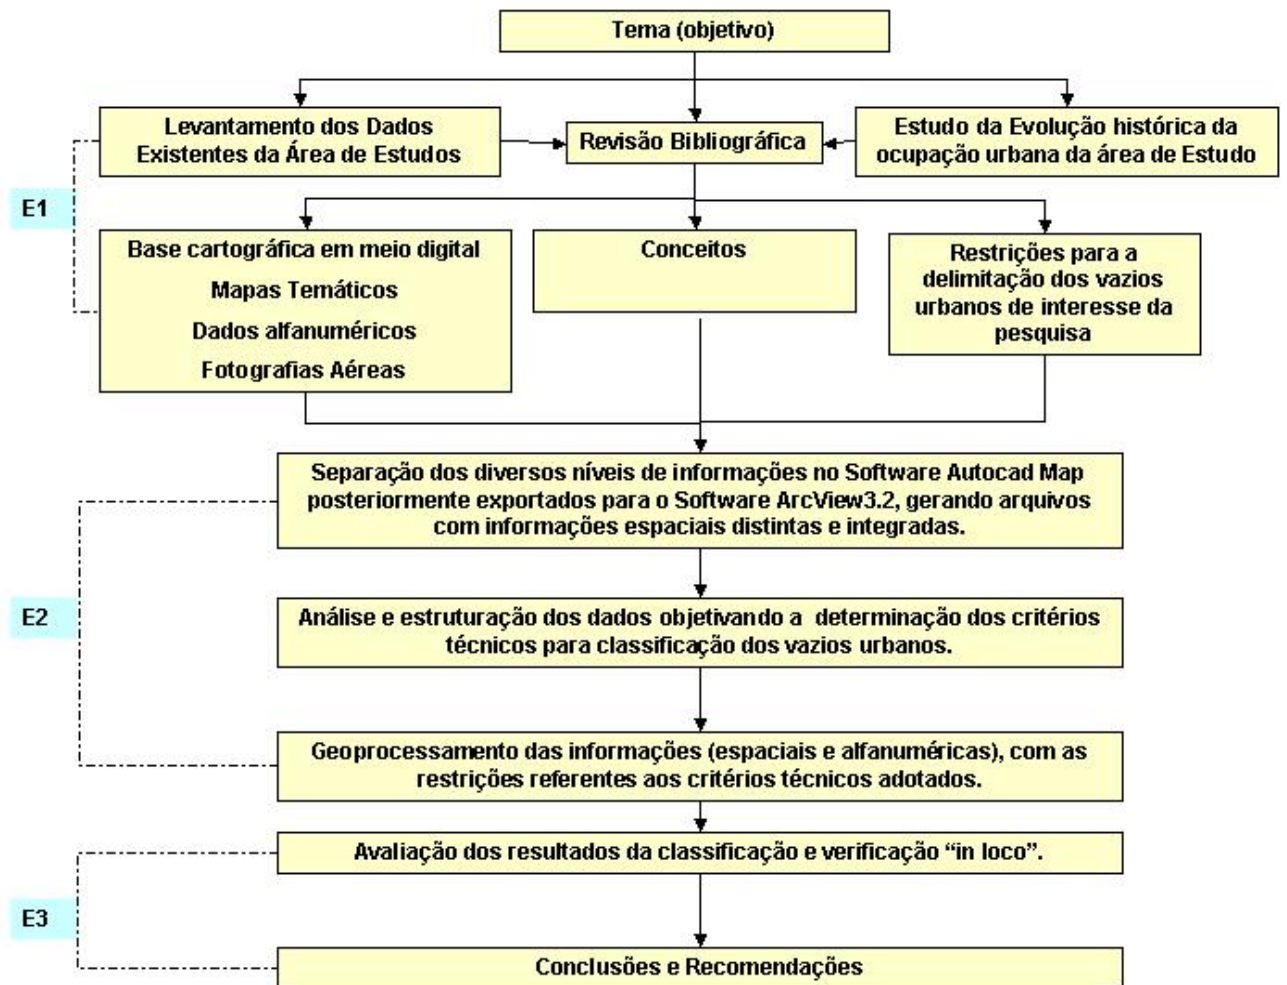 Tema (objetivo)
Levantamento dos Dados
Existentes da Área de Estudos
Revisão Bibliográfica
Estudo da Evolução histórica da
ocupação urbana da área de Estudo
E1
Base cartográfica em meio digital
Mapas Temáticos
Dados alfanuméricos
Fotografias Aéreas
Conceitos
Restrições para a
delimitação dos vazios
urbanos de interesse da
pesquisa
Separação dos diversos níveis de informações no Software Autocad Map
posteriormente exportados para o Software ArcView3.2, gerando arquivos
com informações espaciais distintas e integradas.
E2
Análise e estruturação dos dados objetivando a determinação dos critérios
técnicos para classificação dos vazios urbanos.
Geoprocessamento das informações (espaciais e alfanuméricas), com as
restrições referentes aos critérios técnicos adotados.
Avaliação dos resultados da classificação e verificação “in loco”.
E3
Conclusões e Recomendações